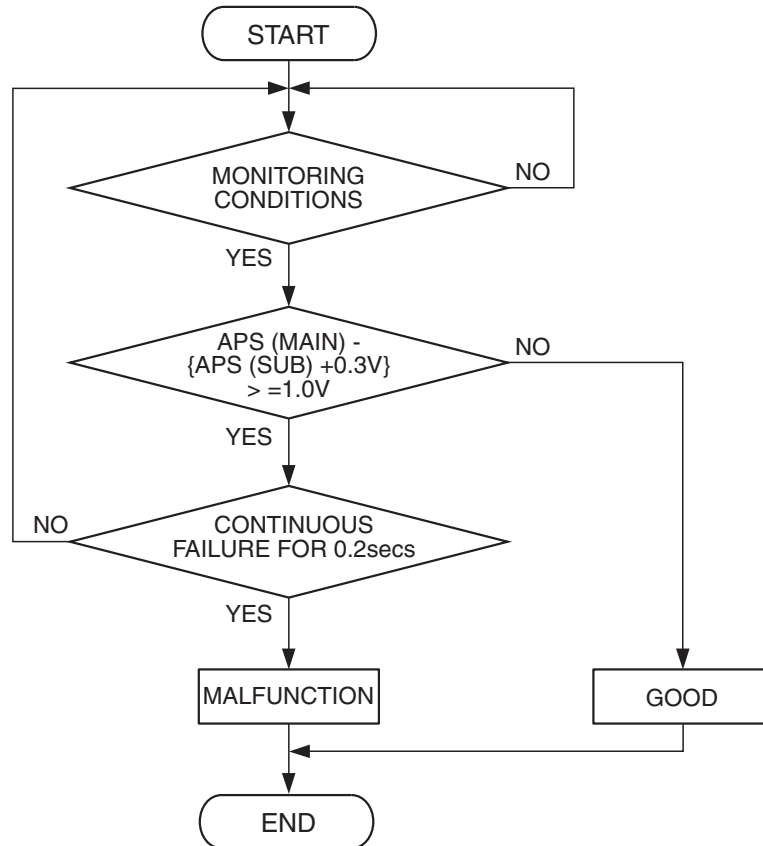 START
MONITORING
CONDITIONS
NO
YES
APS (MAIN) -
{APS (SUB) +0.3V}
> =1.0V
NO
YES
CONTINUOUS
FAILURE FOR 0.2secs
NO
YES
MALFUNCTION
GOOD
END